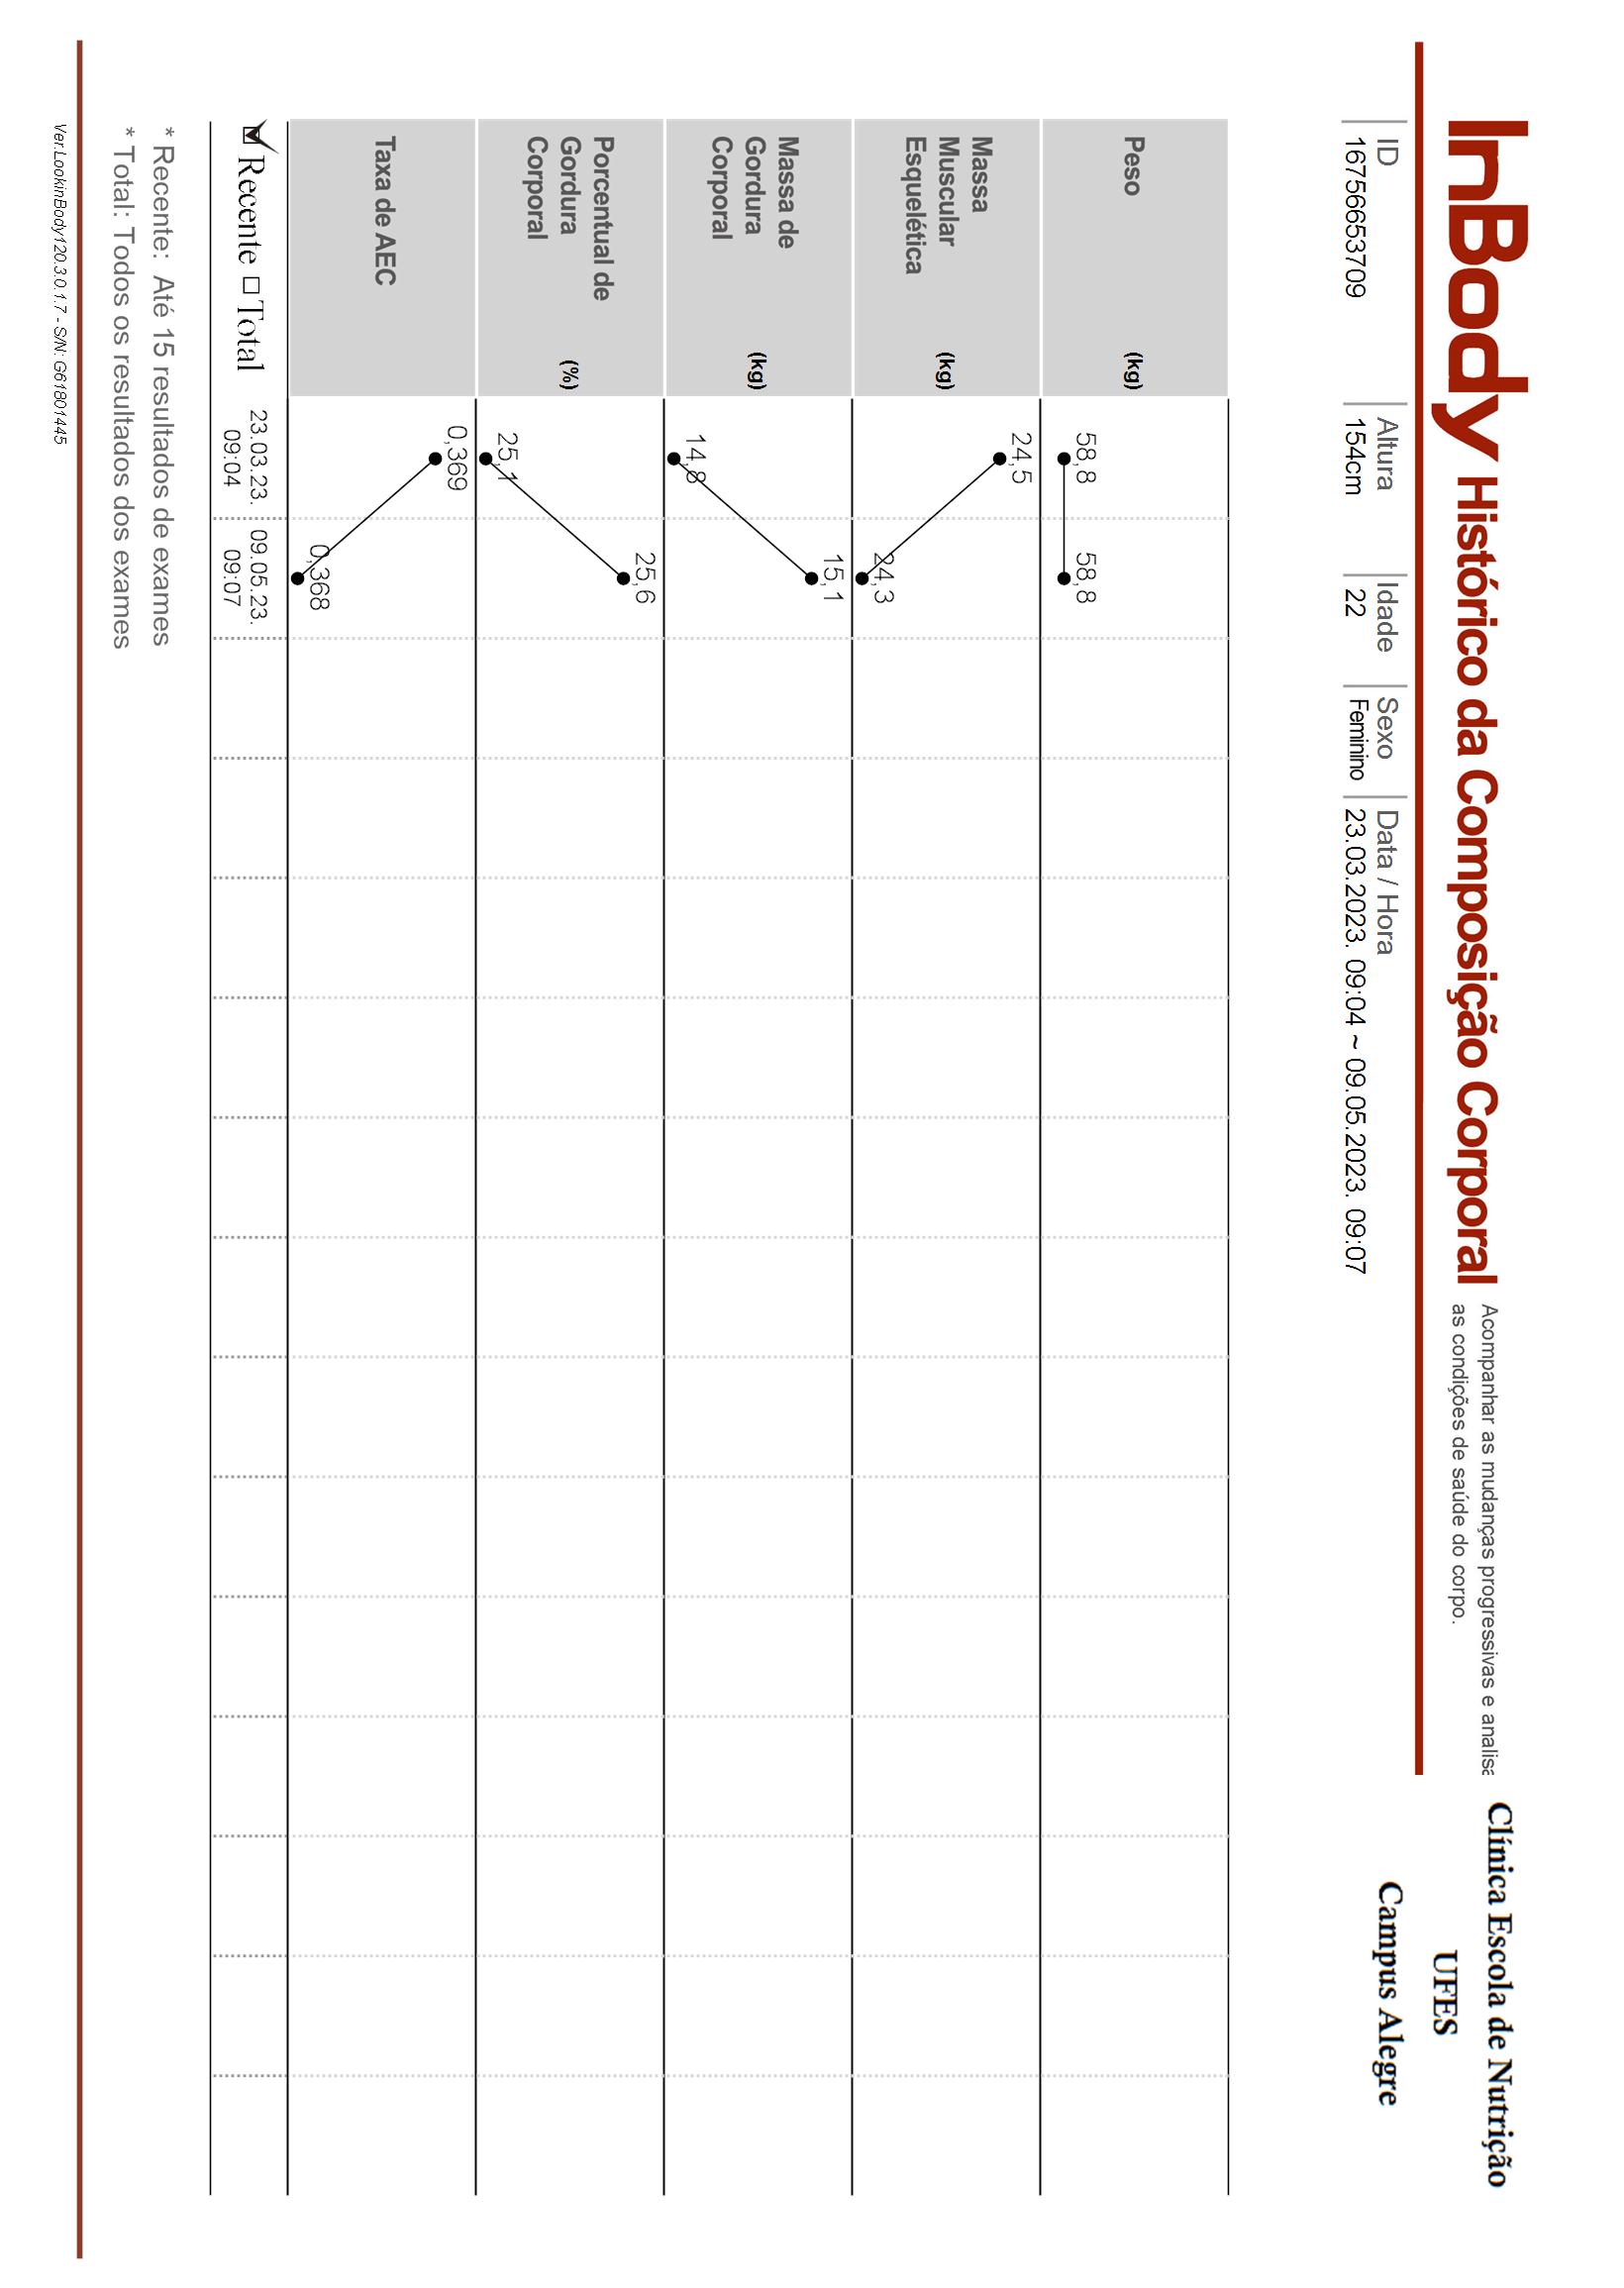 InBody Histórico da Composição Corporal
Acompanhar as mudanças progressivas e analisa
as condições de saúde do corpo.
Clínica Escola de Nutrição
UFES
Campus Alegre
ID
16756653709
Altura
154cm
Idade
22
Sexo
Feminino
Data / Hora
23.03.2023. 09:04 ~ 09.05.2023. 09:07
Peso
(kg)
58,8 58,8
Massa
Muscular
Esquelética
(kg)
24,5 24,3
Massa de
Gordura
Corporal
(kg)
14,8 15,1
Porcentual de
Gordura
Corporal
(%)
25,1 25,6
Taxa de AEC
0,369 0,368
Recente Total
23.03.23. 09.05.23.
09:04 09:07
* Recente: Até 15 resultados de exames
* Total: Todos os resultados dos exames
Ver.LookinBody120.3.0.1.7 - S/N: G61801445